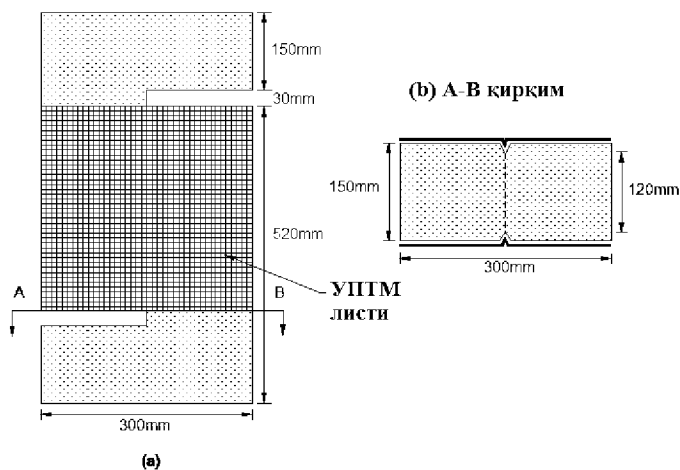 150mm
30mm
(b) А-В қирқим
150mm
120mm
520mm
300mm
A
B
УПТМ
листи
300mm
(a)